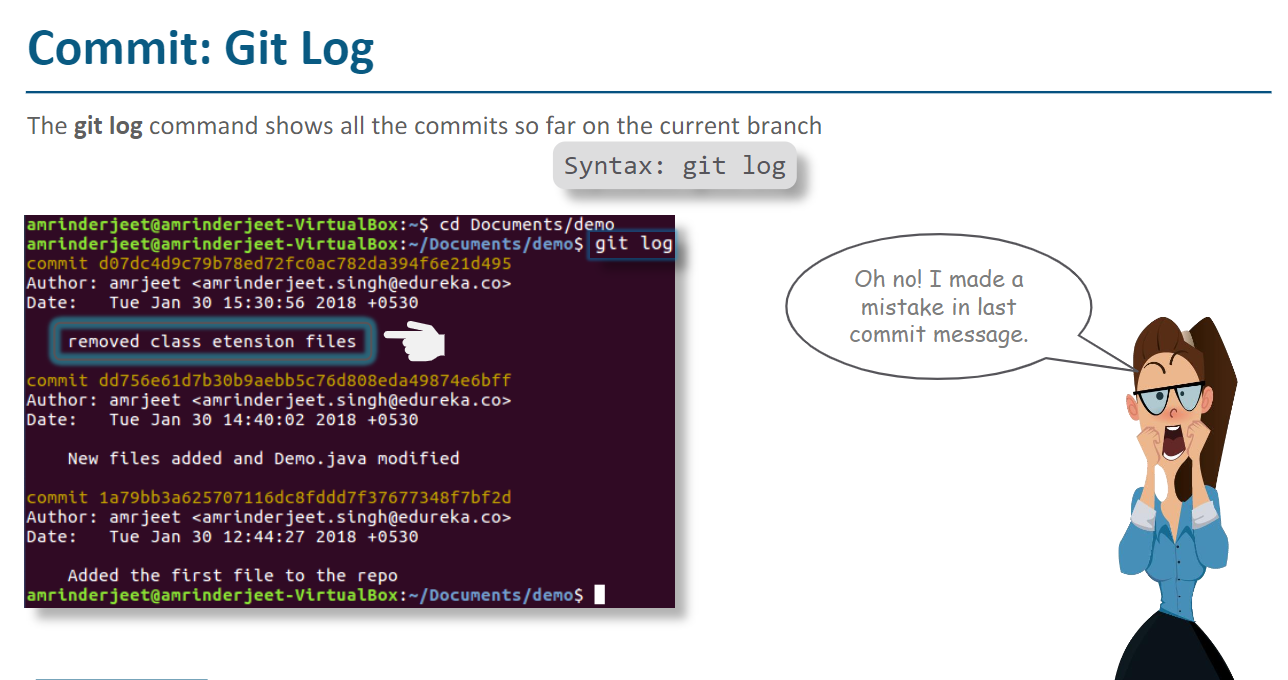 Commit: Git Log
The git log command shows all the commits so far on the current branch
Syntax: git log
amrinderjeet@amrinderjeet-VirtualBox:~$ cd Documents/demo
amrinderjeet@amrinderjeet-VirtualBox:~/Documents/demo$ git log
commit d07dc4d9c79b78ed72fc0ac782da394f6e21d495
Author: amrjeet <amrinderjeet.singh@edureka.co>
Date:   Tue Jan 30 15:30:56 2018 +0530
removed class etension files
commit dd756e61d7b30b9aebb5c76d808eda49874e6bff
Author: amrjeet <amrinderjeet.singh@edureka.co>
Date:   Tue Jan 30 14:40:02 2018 +0530
New files added and Demo.java modified
commit 1a79bb3a625707116dc8fddd7f37677348f7bf2d
Author: amrjeet <amrinderjeet.singh@edureka.co>
Date:   Tue Jan 30 12:44:27 2018 +0530
Added the first file to the repo
amrinderjeet@amrinderjeet-VirtualBox:~/Documents/demo$
Oh no! I made a
mistake in last
commit message.